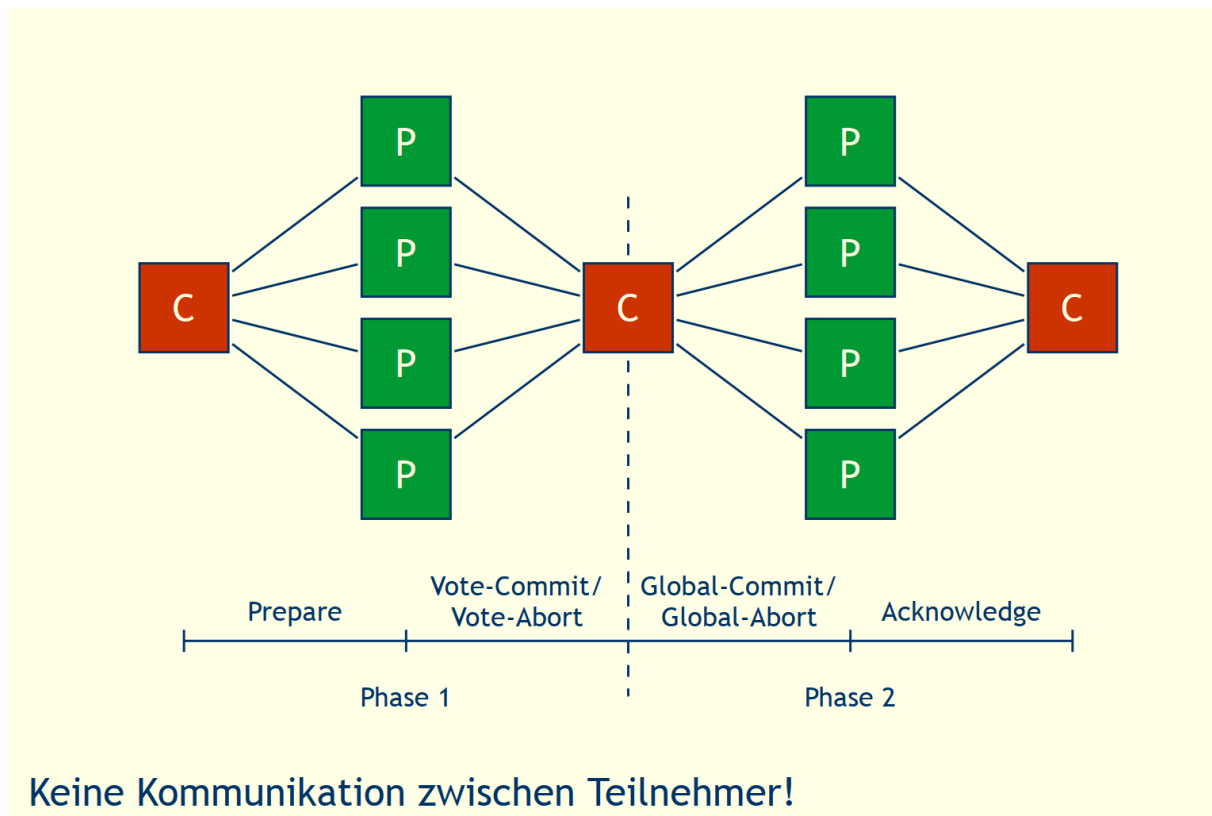 P
P
P
P
C
P
P
C
C
P
P
P
P
Vote-Commit/
Global-Commit/
Prepare
Vote-Abort
Global-Abort
Acknowledge
Phase 1
Phase 2
Keine Kommunikation zwischen Teilnehmer!